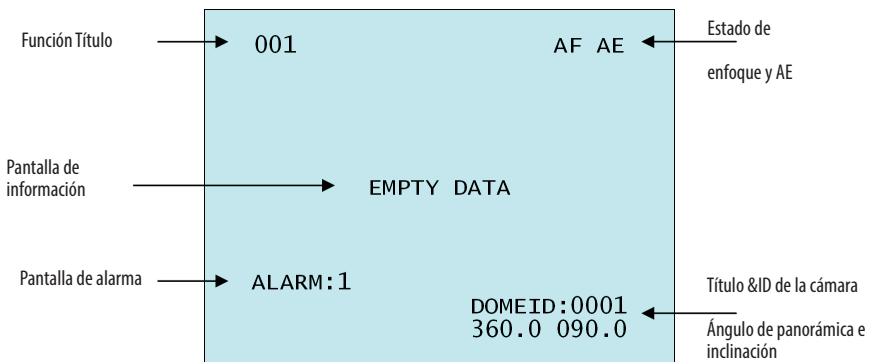 Función Título
001
AF AE
Estado de
enfoque y AE
Pantalla de
información
EMPTY DATA
Pantalla de alarma
ALARM:1
DOMEID:0001
360.0 090.0
Título &ID de la cámara
Ángulo de panorámica e
inclinación